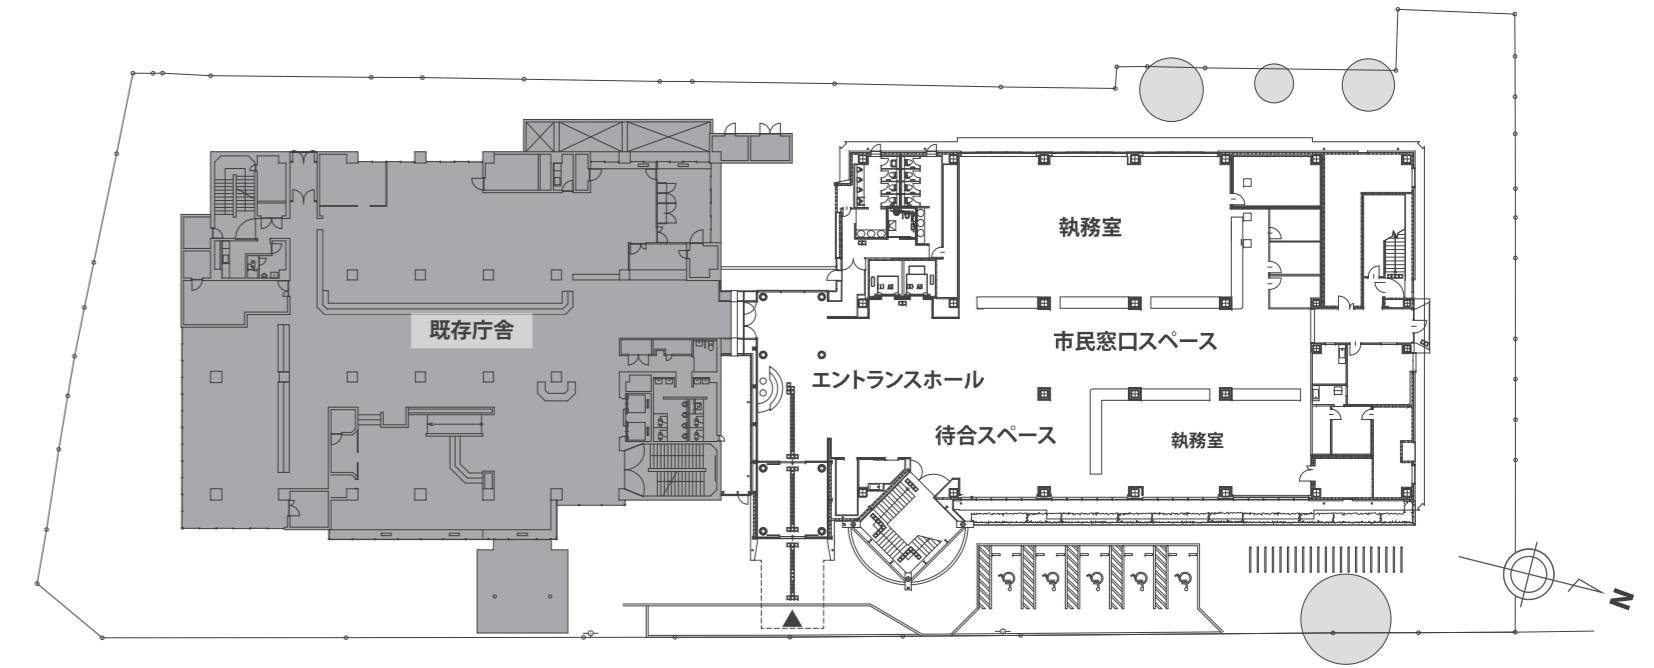 執務室
既存庁舎
市民窓口スペース
エントランスホール
待合スペース
執務室
N